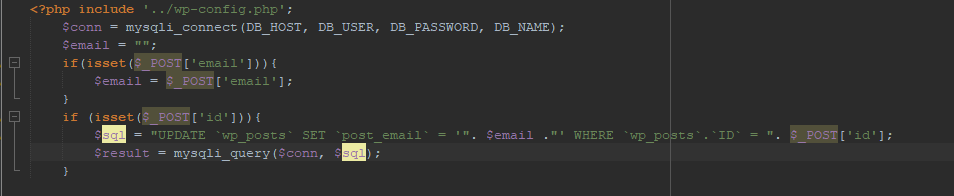 <?php include '../wp-config.php';
$conn = mysqli_connect(DB_HOST, DB_USER, DB_PASSWORD, DB_NAME);
$email = "";
if(isset($_POST['email'])){
$email = $_POST['email'];
}
if (isset($_POST['id'])){
$sql = "UPDATE `wp_posts` SET `post_email` = '". $email ."' WHERE `wp_posts`.`ID` = ". $_POST['id'];
$result = mysqli_query($conn, $sql);
}